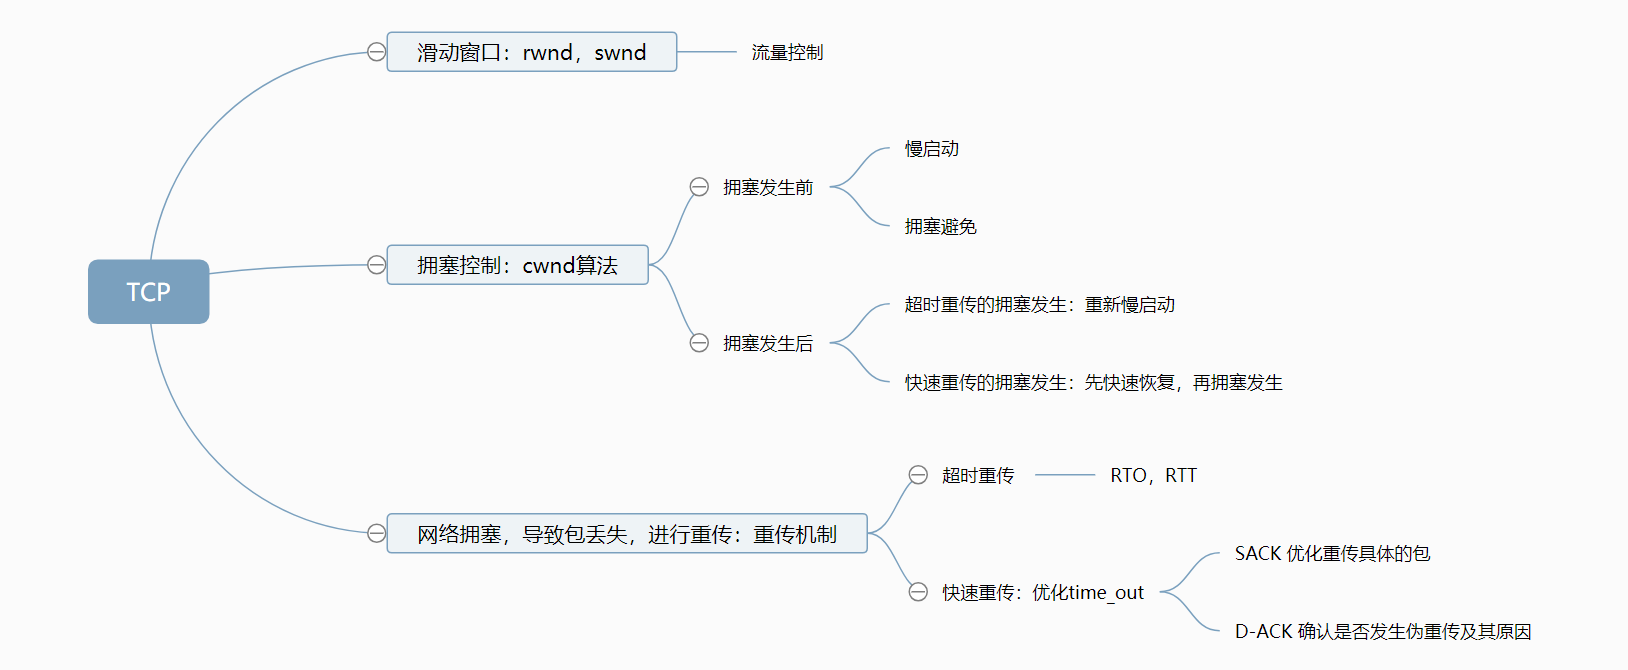 TCP
滑动窗口：rwnd，swnd
流量控制
拥塞控制：cwnd算法
拥塞发生前
慢启动
拥塞避免
拥塞发生后
超时重传的拥塞发生：重新慢启动
快速重传的拥塞发生：先快速恢复，再拥塞发生
网络拥塞，导致包丢失，进行重传：重传机制
超时重传
RTO，RTT
快速重传：优化time_out
SACK 优化重传具体的包
D-ACK 确认是否发生伪重传及其原因